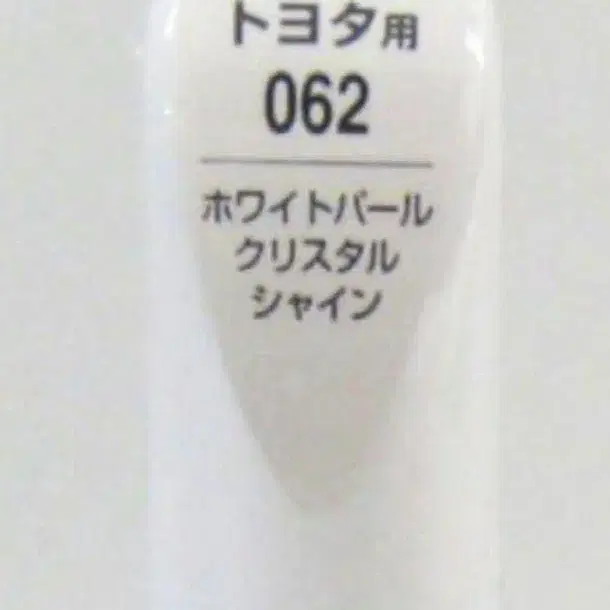 トヨタ用
062
ホワイトパール
クリスタル
シャイン